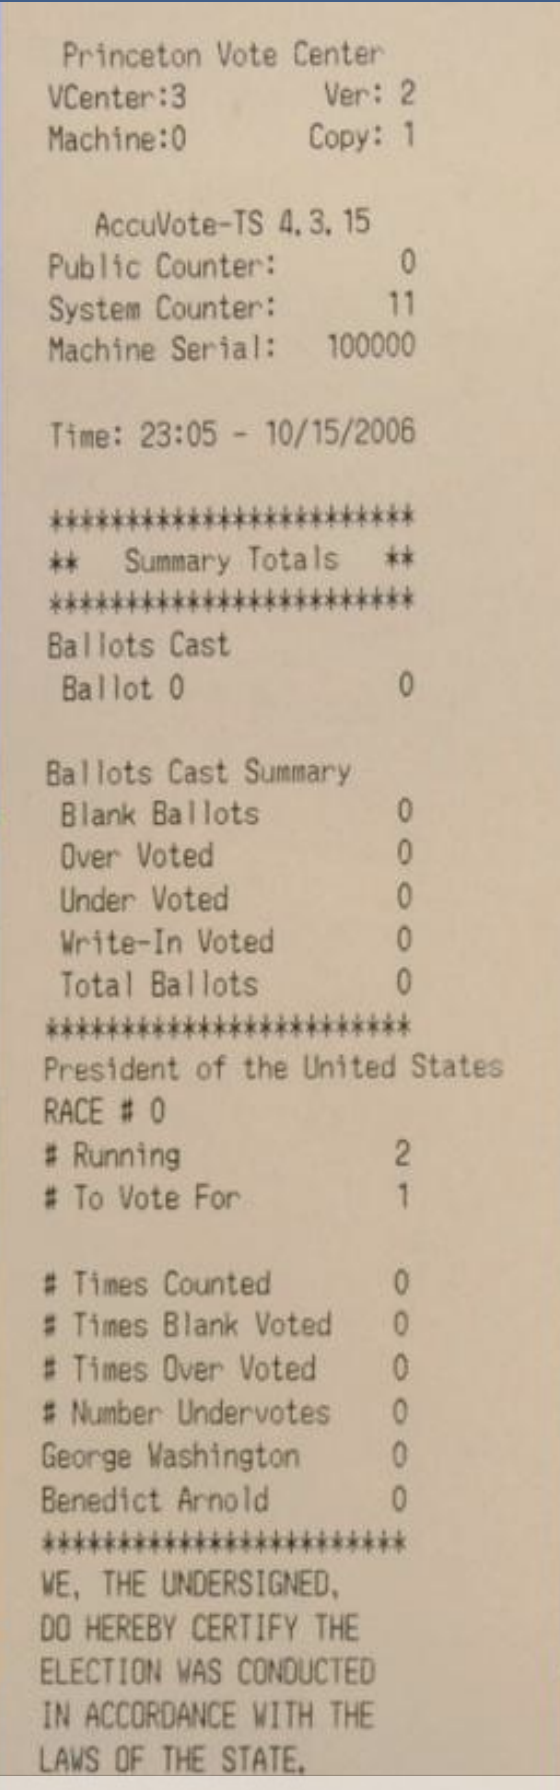 Princeton Vote Center
VCenter:3 Ver: 2
Machine:0 Copy: 1
AccuVote-TS 4.3.15
Public Counter: 0
System Counter: 11
Machine Serial: 100000
Time: 23:05 - 10/15/2006
************************
** Summary Totals **
************************
Ballots Cast
Ballot 0 0
Ballots Cast Summary
Blank Ballots 0
Over Voted 0
Under Voted 0
Write-In Voted 0
Total Ballots 0
************************
President of the United States
RACE # 0
# Running 2
# To Vote For 1
# Times Counted 0
# Times Blank Voted 0
# Times Over Voted 0
# Number Undervotes 0
George Washington 0
Benedict Arnold 0
************************
WE, THE UNDERSIGNED,
DO HEREBY CERTIFY THE
ELECTION WAS CONDUCTED
IN ACCORDANCE WITH THE
LAWS OF THE STATE.